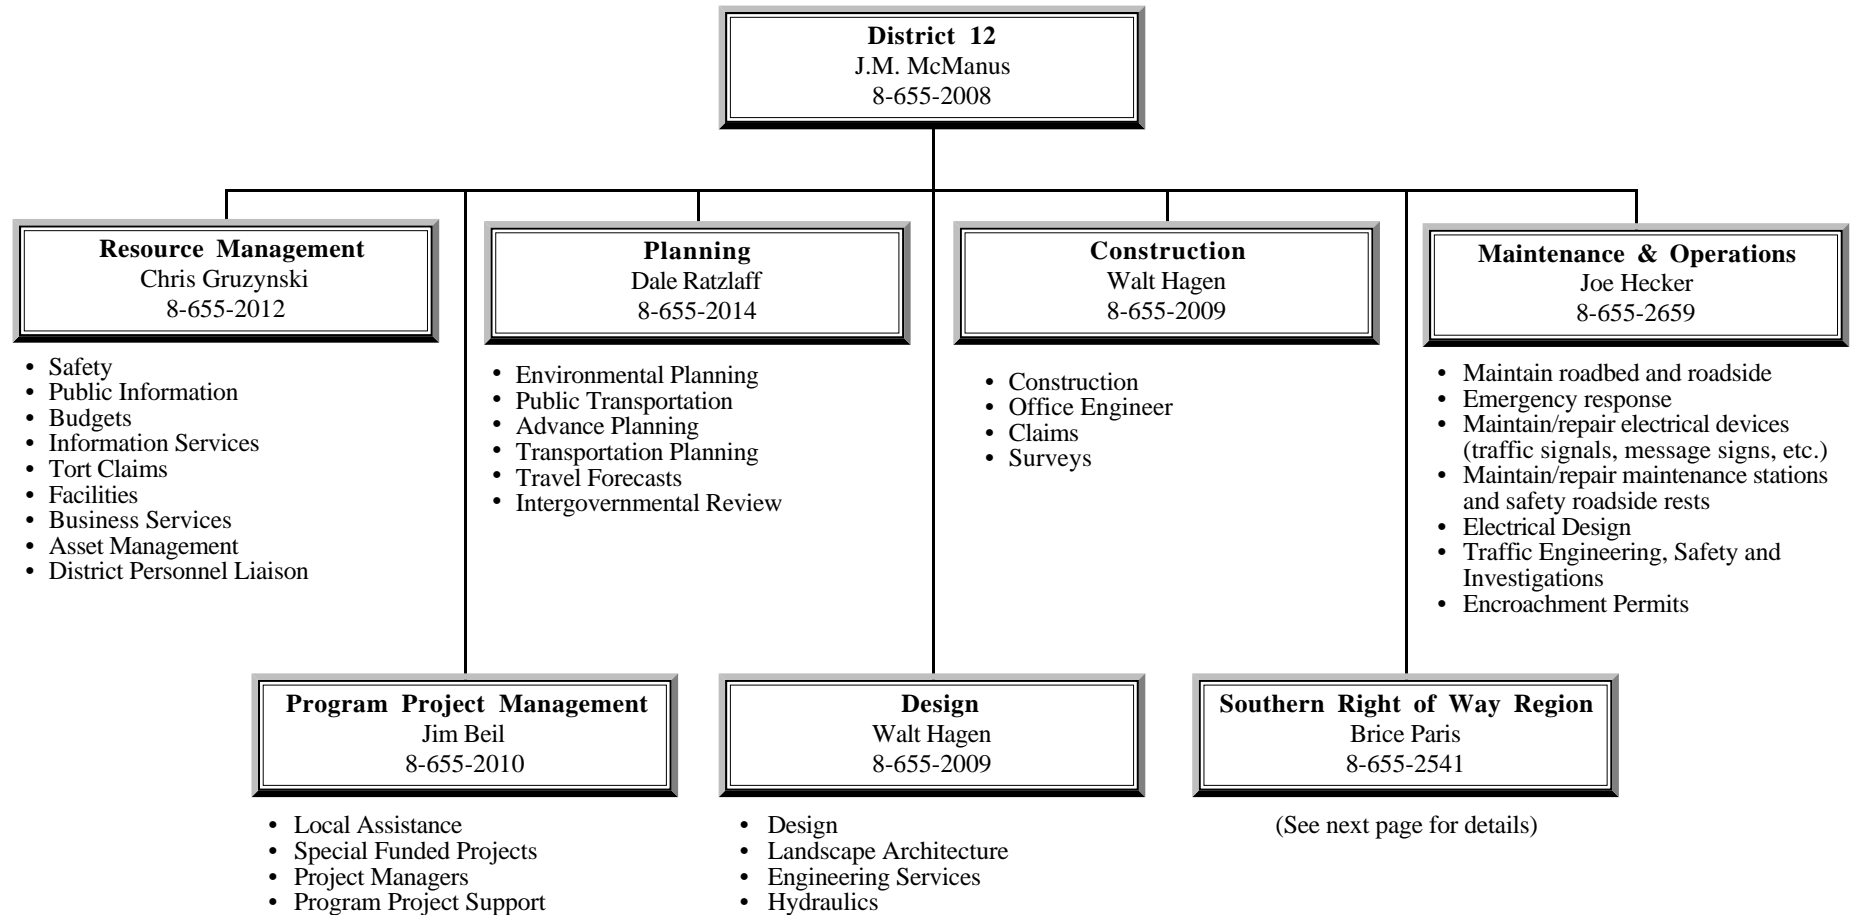 District 12
J.M. McManus
8-655-2008
Resource Management
Chris Gruzynski
8-655-2012
• Safety
• Public Information
• Budgets
• Information Services
• Tort Claims
• Facilities
• Business Services
• Asset Management
• District Personnel Liaison
Planning
Dale Ratzlaff
8-655-2014
• Environmental Planning
• Public Transportation
• Advance Planning
• Transportation Planning
• Travel Forecasts
• Intergovernmental Review
Construction
Walt Hagen
8-655-2009
• Construction
• Office Engineer
• Claims
• Surveys
Maintenance & Operations
Joe Hecker
8-655-2659
• Maintain roadbed and roadside
• Emergency response
• Maintain/repair electrical devices
(traffic signals, message signs, etc.)
• Maintain/repair maintenance stations
and safety roadside rests
• Electrical Design
• Traffic Engineering, Safety and
Investigations
• Encroachment Permits
Program Project Management
Jim Beil
8-655-2010
• Local Assistance
• Special Funded Projects
• Project Managers
• Program Project Support
Design
Walt Hagen
8-655-2009
• Design
• Landscape Architecture
• Engineering Services
• Hydraulics
Southern Right of Way Region
Brice Paris
8-655-2541
(See next page for details)